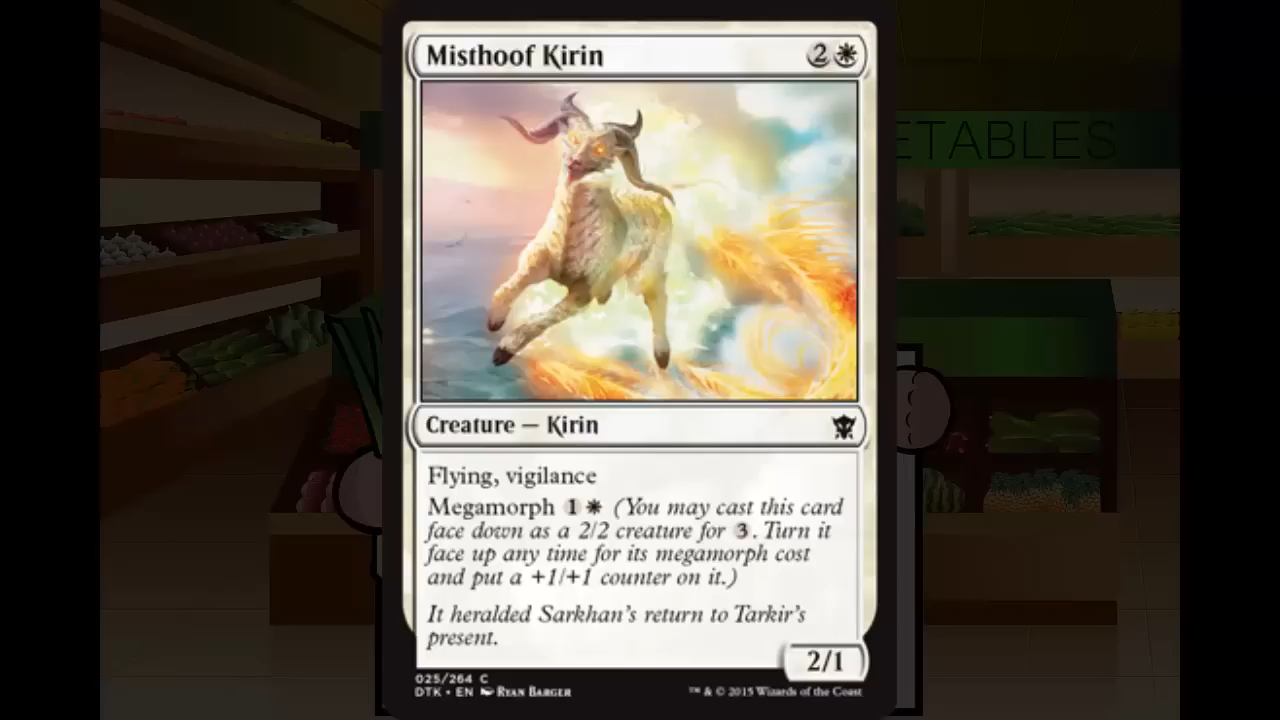 Misthoof Kirin 2
ETABLES
Creature — Kirin
Flying, vigilance
Megamorph 1 (You may cast this card
face down as a 2/2 creature for 3. Turn it
face up any time for its megamorph cost
and put a +1/+1 counter on it.)
It heralded Sarkhan's return to Tarkir's
present.
2/1
025/264 C
DTK • EN Ryan Barger
™ & © 2015 Wizards of the Coast